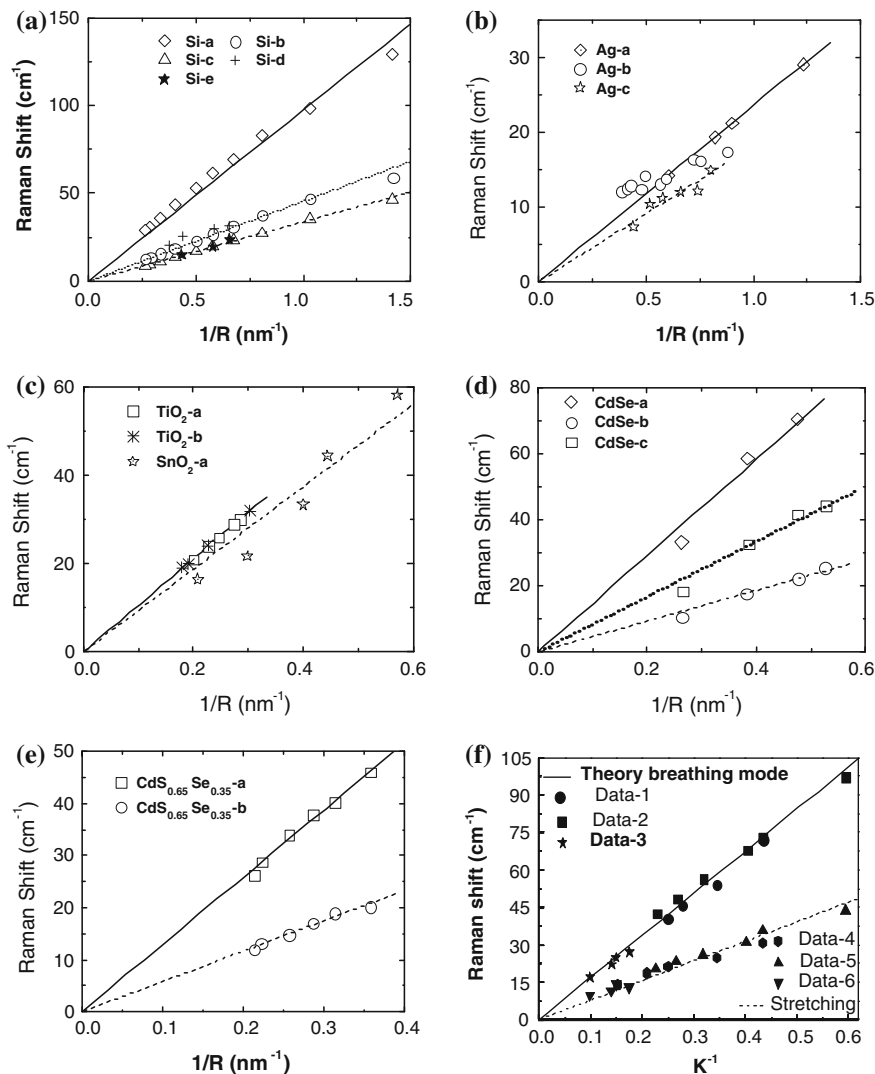 (a)
150
100
50
0
Raman Shift (cm⁻¹)
Si-a Si-b
Si-c Si-d
Si-e
0.0 0.5 1.0 1.5
1/R (nm⁻¹)
(b)
30
20
10
0
Raman Shift (cm⁻¹)
Ag-a
Ag-b
Ag-c
0.0 0.5 1.0 1.5
1/R (nm⁻¹)
(c)
60
40
20
0
Raman Shift (cm⁻¹)
TiO₂-a
TiO₂-b
SnO₂-a
0.0 0.2 0.4 0.6
1/R (nm⁻¹)
(d)
80
60
40
20
0
Raman Shift (cm⁻¹)
CdSe-a
CdSe-b
CdSe-c
0.0 0.2 0.4 0.6
1/R (nm⁻¹)
(e)
50
40
30
20
10
0
Raman Shift (cm⁻¹)
CdS₀.₆₅Se₀.₃₅-a
CdS₀.₆₅Se₀.₃₅-b
0.0 0.1 0.2 0.3 0.4
1/R (nm⁻¹)
(f)
105
90
75
60
45
30
15
0
Raman shift (cm⁻¹)
Theory breathing mode
Data-1
Data-2
Data-3
Data-4
Data-5
Data-6
Stretching
0.0 0.1 0.2 0.3 0.4 0.5 0.6
K⁻¹